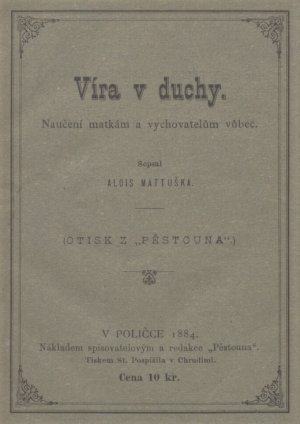 Víra v duchy.
Naučení matkám a vychovatelům vůbec.
Sepsal
ALOIS MATTUŠKA.
(OTISK Z „PĚSTOUNA“.)
V POLIČCE 1884.
Nákladem spisovatelovým a redakce „Pěstouna“.
Tiskem St. Pospíšila v Chrudimi.
Cena 10 kr.